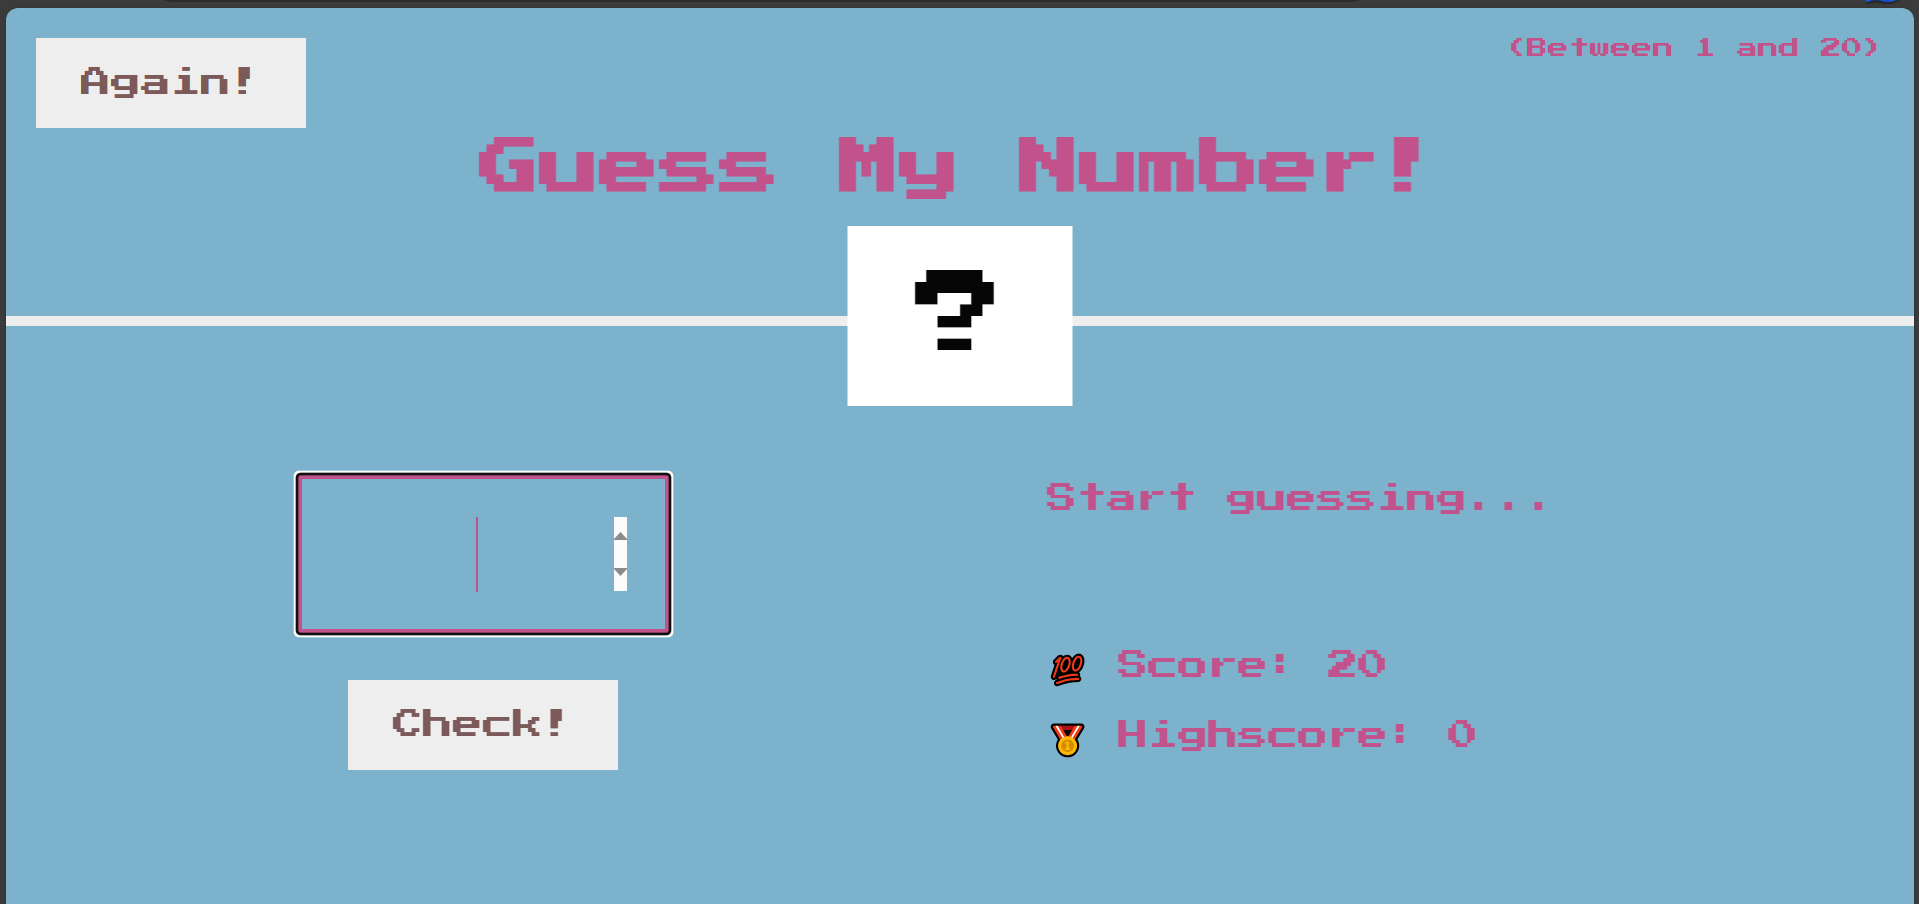 Again!
(Between 1 and 20)
Guess My Number!
?
Start guessing...
Check!
💯 Score: 20
🥇 Highscore: 0